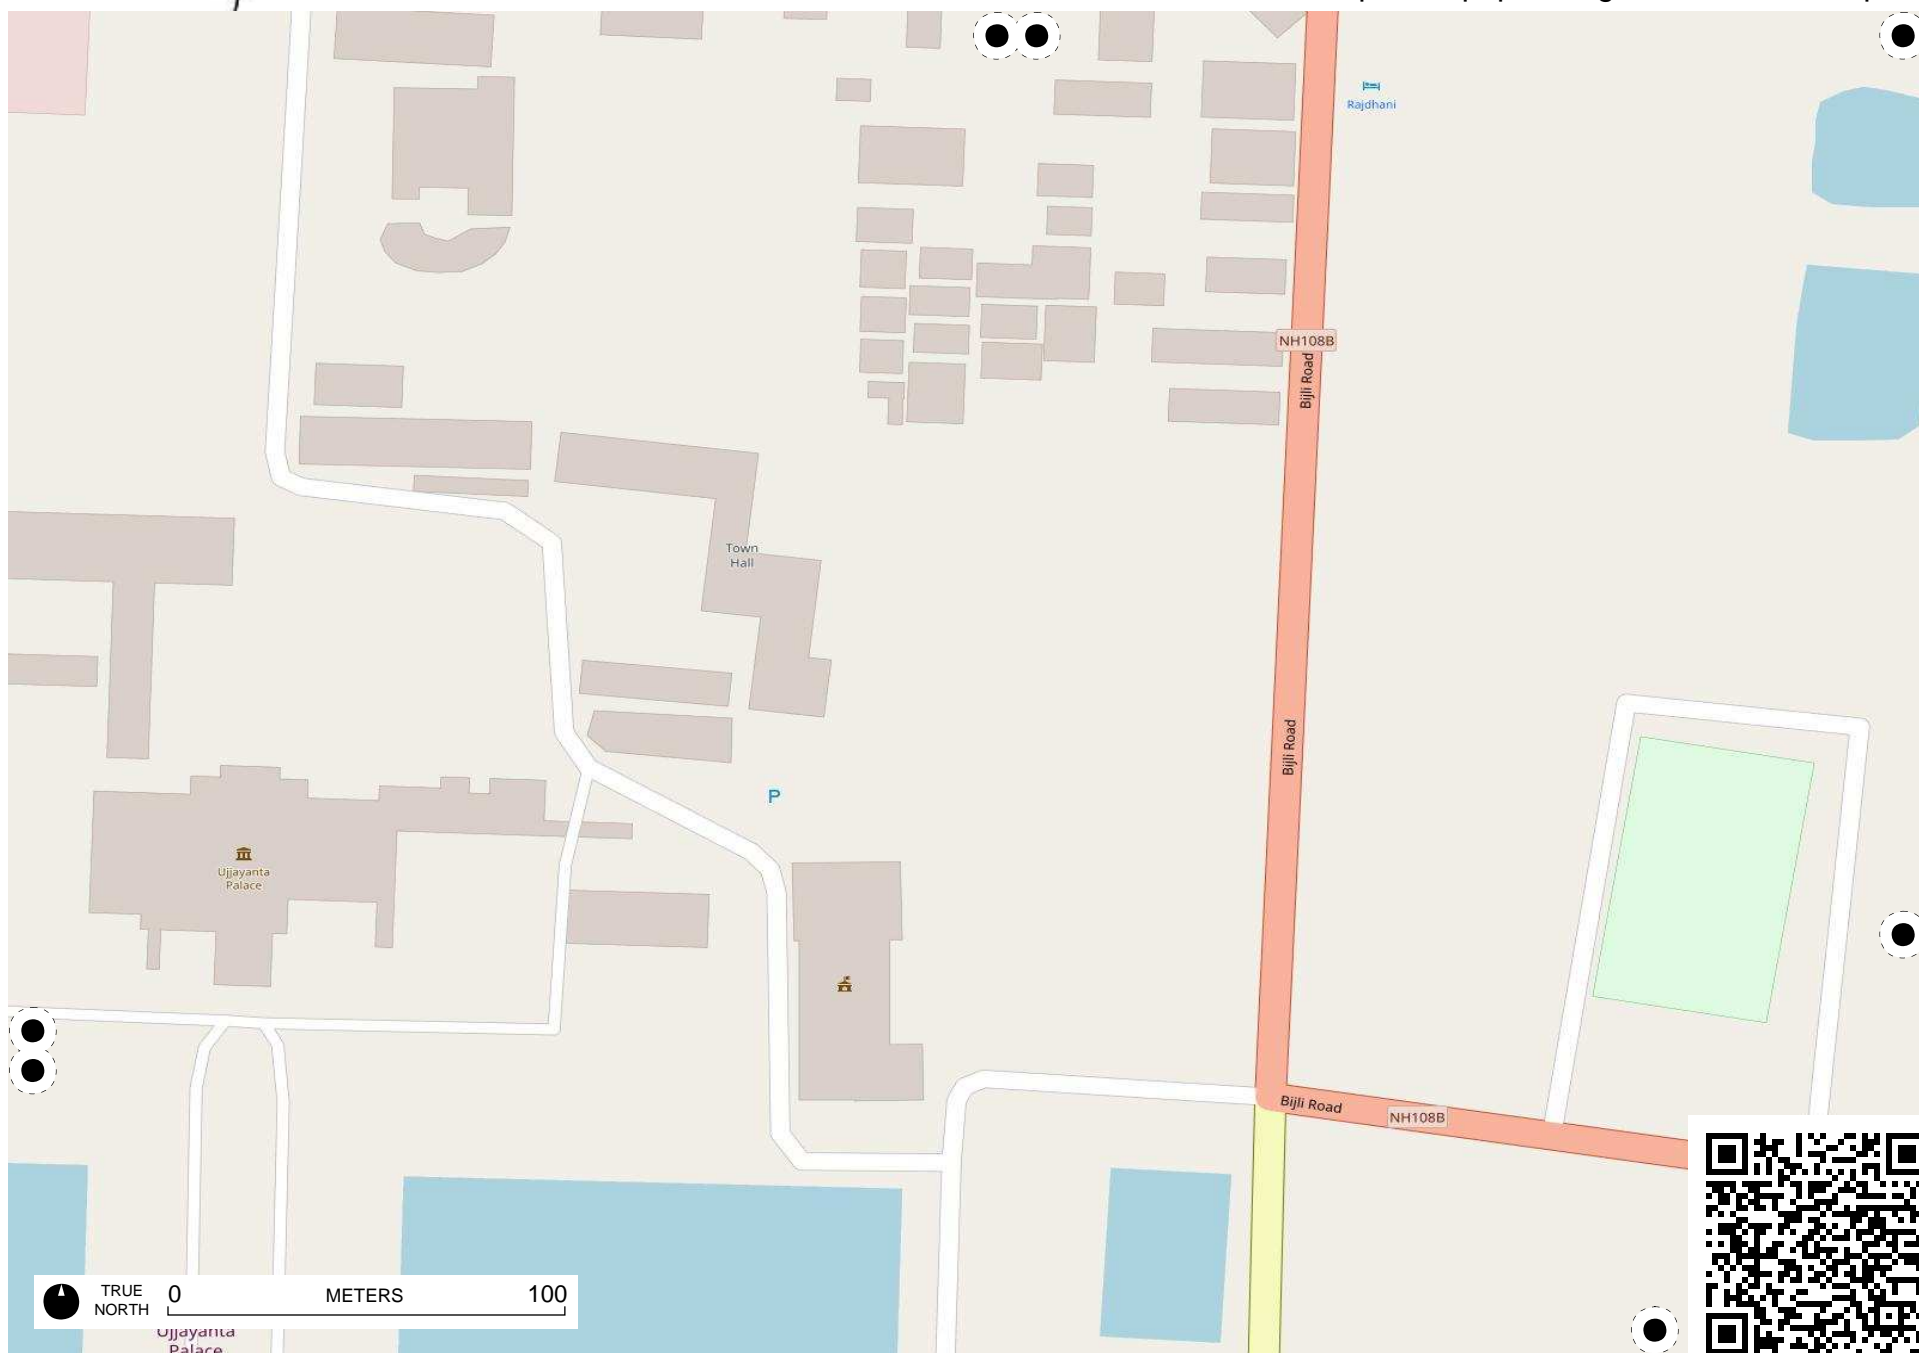 Rajdhani
NH108B
Bijli Road
Town
Hall
Bijli Road
P
Ujjayanta
Palace
Bijli Road
NH108B
TRUE
NORTH
0
METERS
100
Ujjayanta
Palace